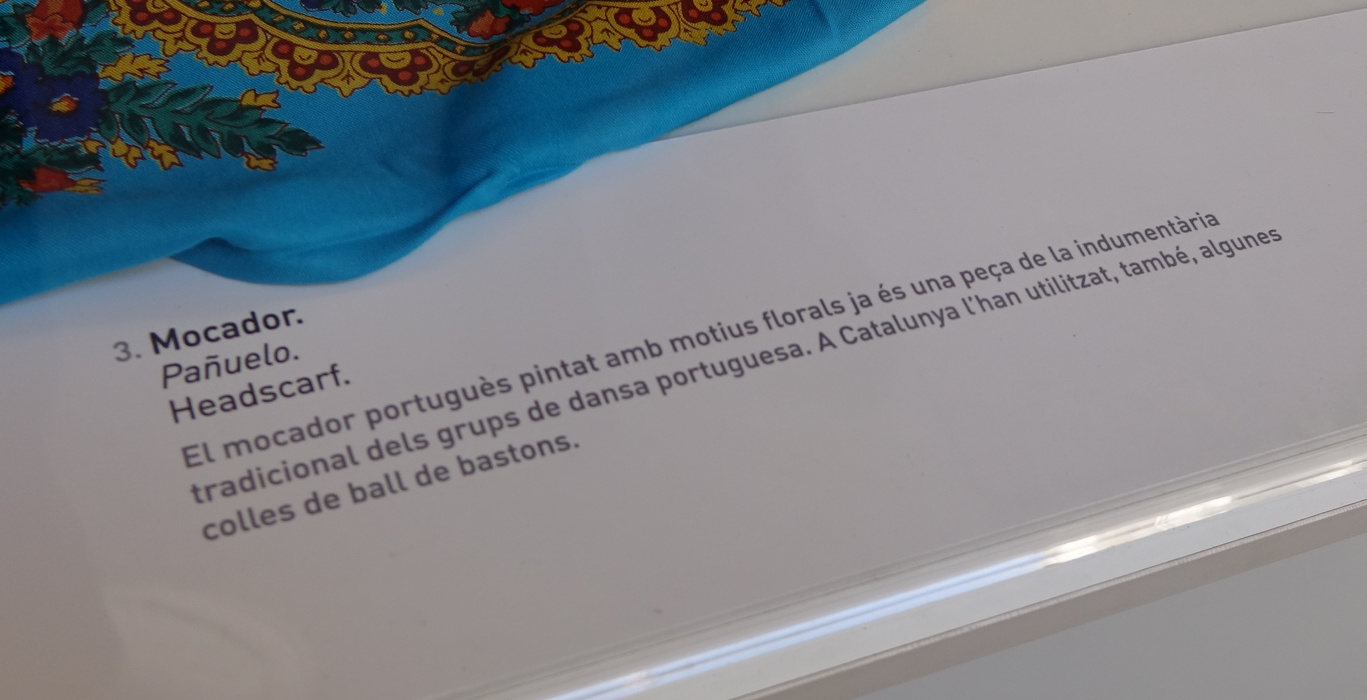 3. Mocador.
Pañuelo.
Headscarf.
El mocador portuguès pintat amb motius florals ja és una peça de la indumentària
tradicional dels grups de dansa portuguesa. A Catalunya l'han utilitzat, també, algunes
colles de ball de bastons.